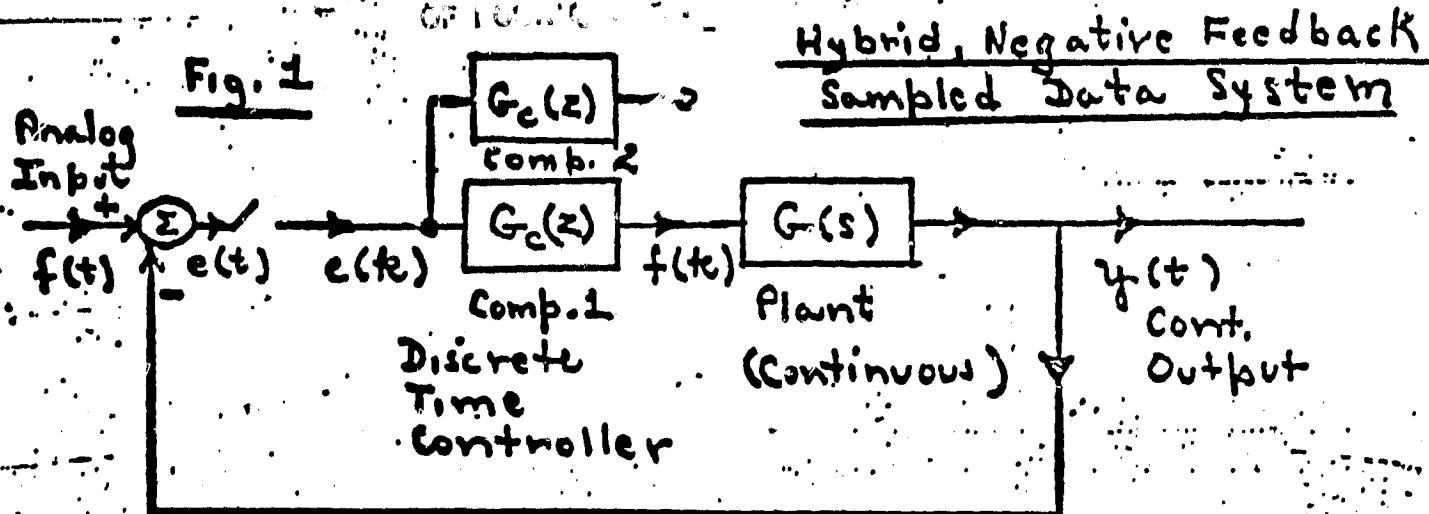 Hybrid, Negative Feedback
Sampled Data System
Fig. 1
Gc(z)
Comp. 2
Analog
Input
+
Σ
f(t)
-
e(t)
e(k)
Gc(z)
f(k)
G(s)
y(t)
Cont.
Output
Comp. 1
Discrete
Time
Controller
Plant
(Continuous)